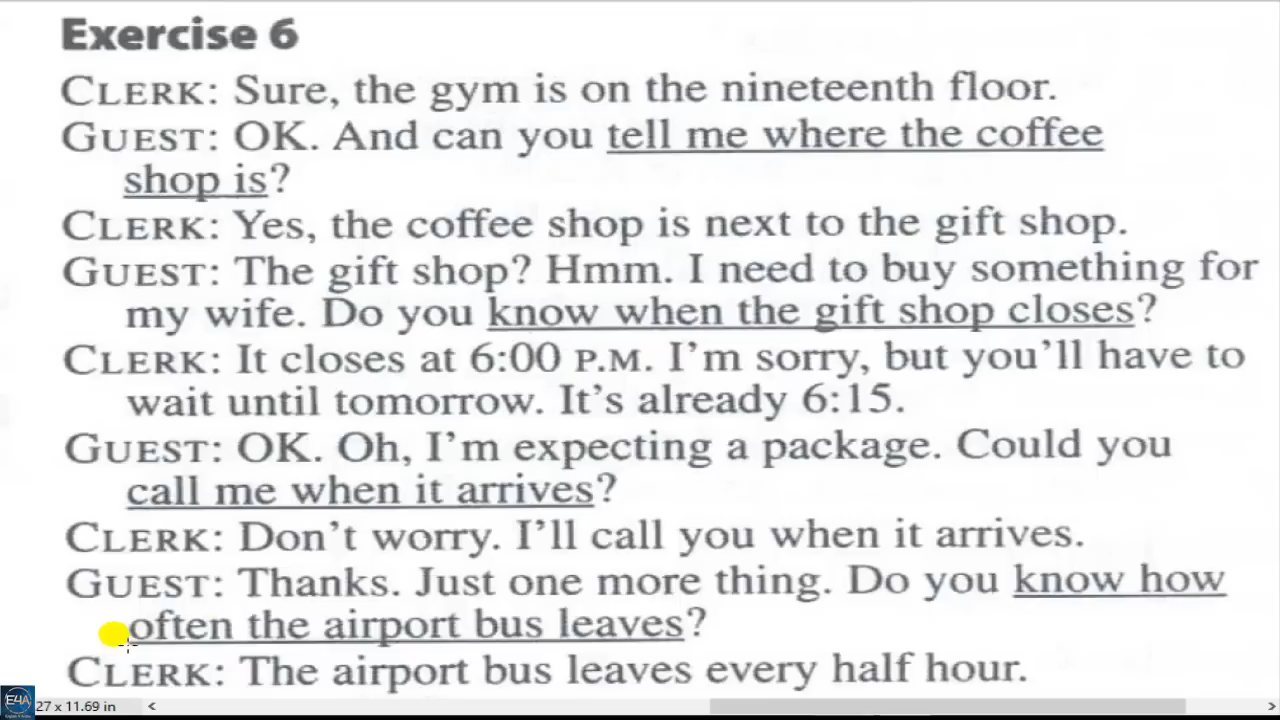 Exercise 6
CLERK: Sure, the gym is on the nineteenth floor.
GUEST: OK. And can you tell me where the coffee
shop is?
CLERK: Yes, the coffee shop is next to the gift shop.
GUEST: The gift shop? Hmm. I need to buy something for
my wife. Do you know when the gift shop closes?
CLERK: It closes at 6:00 P.M. I'm sorry, but you'll have to
wait until tomorrow. It's already 6:15.
GUEST: OK. Oh, I'm expecting a package. Could you
call me when it arrives?
CLERK: Don't worry. I'll call you when it arrives.
GUEST: Thanks. Just one more thing. Do you know how
often the airport bus leaves?
CLERK: The airport bus leaves every half hour.
E4A
27 x 11.69 in